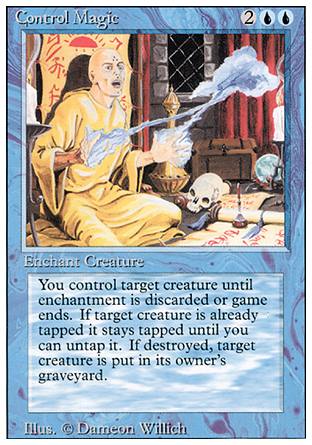 Control Magic 2
Enchant Creature
You control target creature until
enchantment is discarded or game
ends. If target creature is already
tapped it stays tapped until you
can untap it. If destroyed, target
creature is put in its owner's
graveyard.
Illus. © Dameon Willich